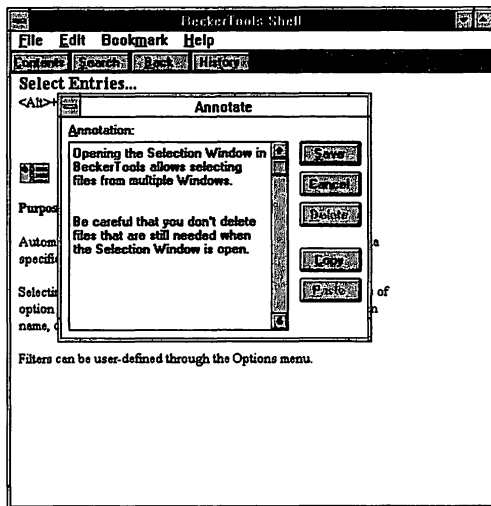 BeckerTools Shell
File Edit Bookmark Help
Contents Search Back History
Select Entries...
<Alt>+
Annotate
Annotation:
Opening the Selection Window in
BeckerTools allows selecting
files from multiple Windows.
Be careful that you don't delete
files that are still needed when
the Selection Window is open.
Save
Cancel
Delete
Copy
Paste
Purpos
Autom a
specifi
Selectin s of
option n
name, o
Filters can be user-defined through the Options menu.